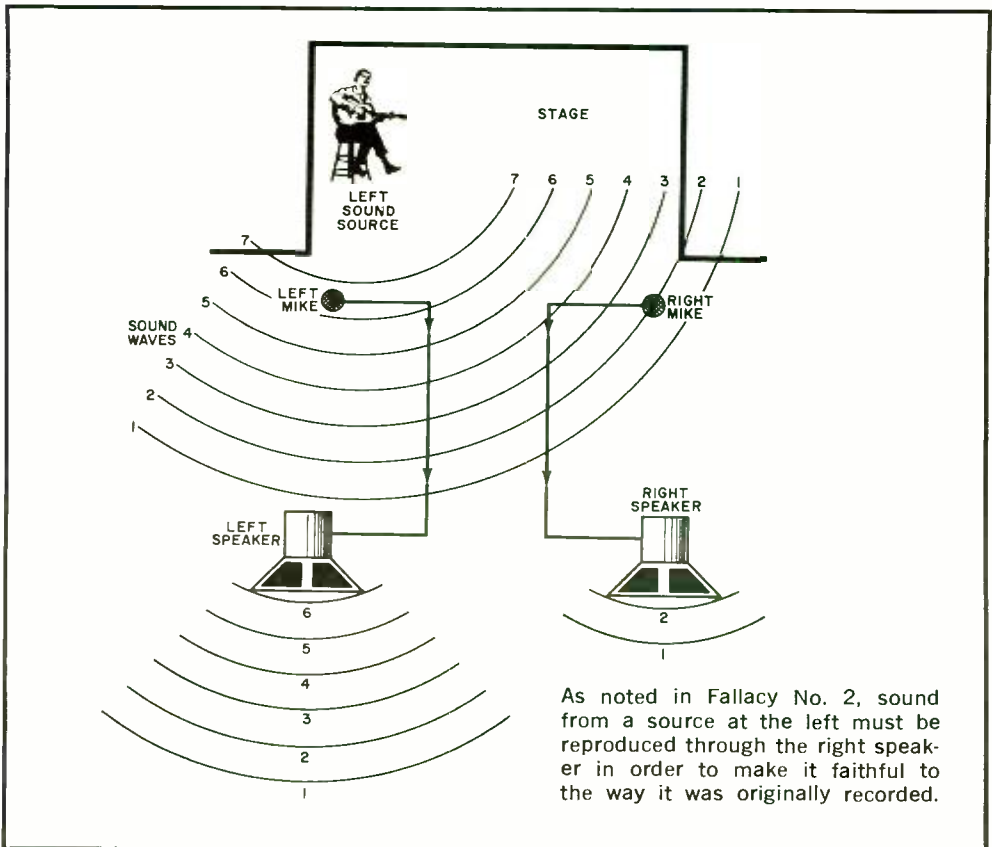 STAGE
LEFT
SOUND
SOURCE
7 6 5 4 3 2 1
7
6
LEFT
MIKE
RIGHT
MIKE
5
SOUND
WAVES 4
3
2
1
LEFT
SPEAKER
RIGHT
SPEAKER
6
5
4
3
2
1
2
1
As noted in Fallacy No. 2, sound
from a source at the left must be
reproduced through the right speak-
er in order to make it faithful to
the way it was originally recorded.